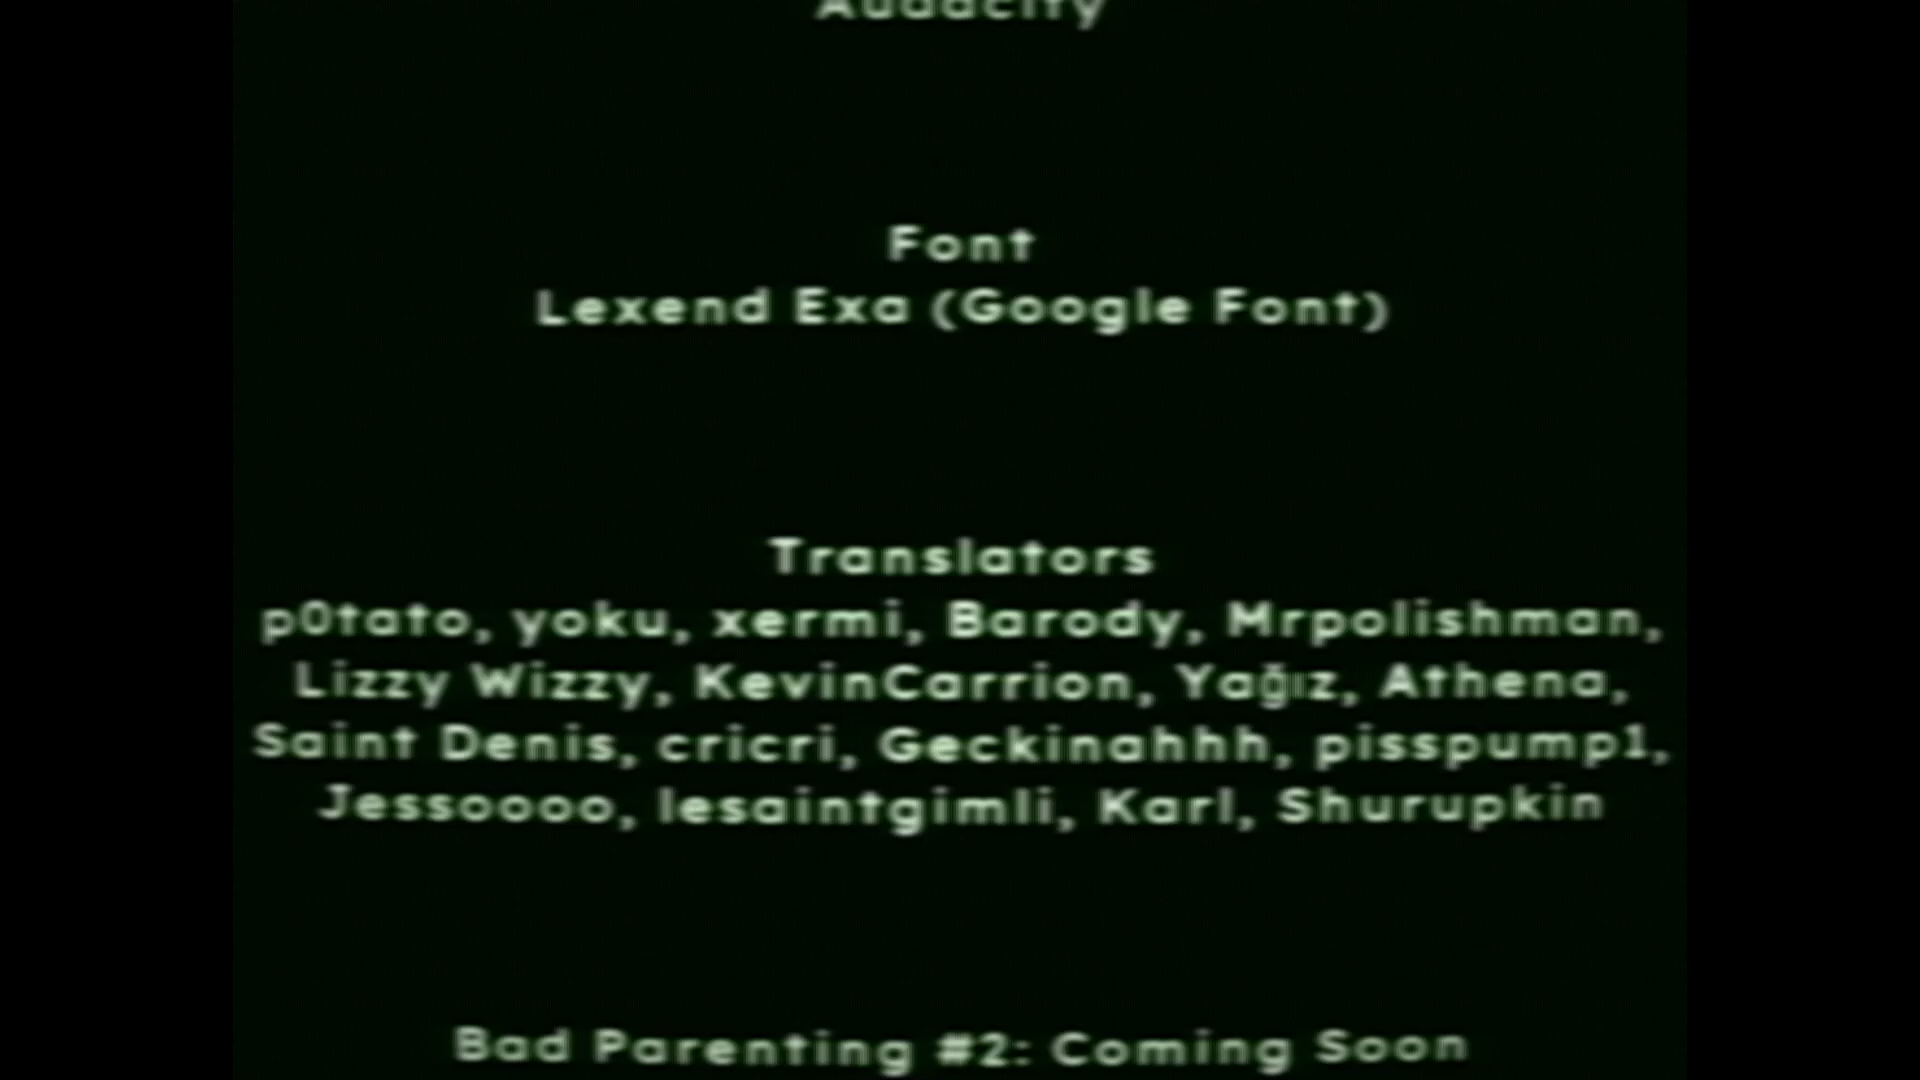 Audacity
Font
Lexend Exa (Google Font)
Translators
p0tato, yoku, xermi, Barody, Mrpolishman,
Lizzy Wizzy, KevinCarrion, Yağız, Athena,
Saint Denis, cricri, Geckinahhh, pisspump1,
Jessoooo, lesaintgimli, Karl, Shurupkin
Bad Parenting #2: Coming Soon